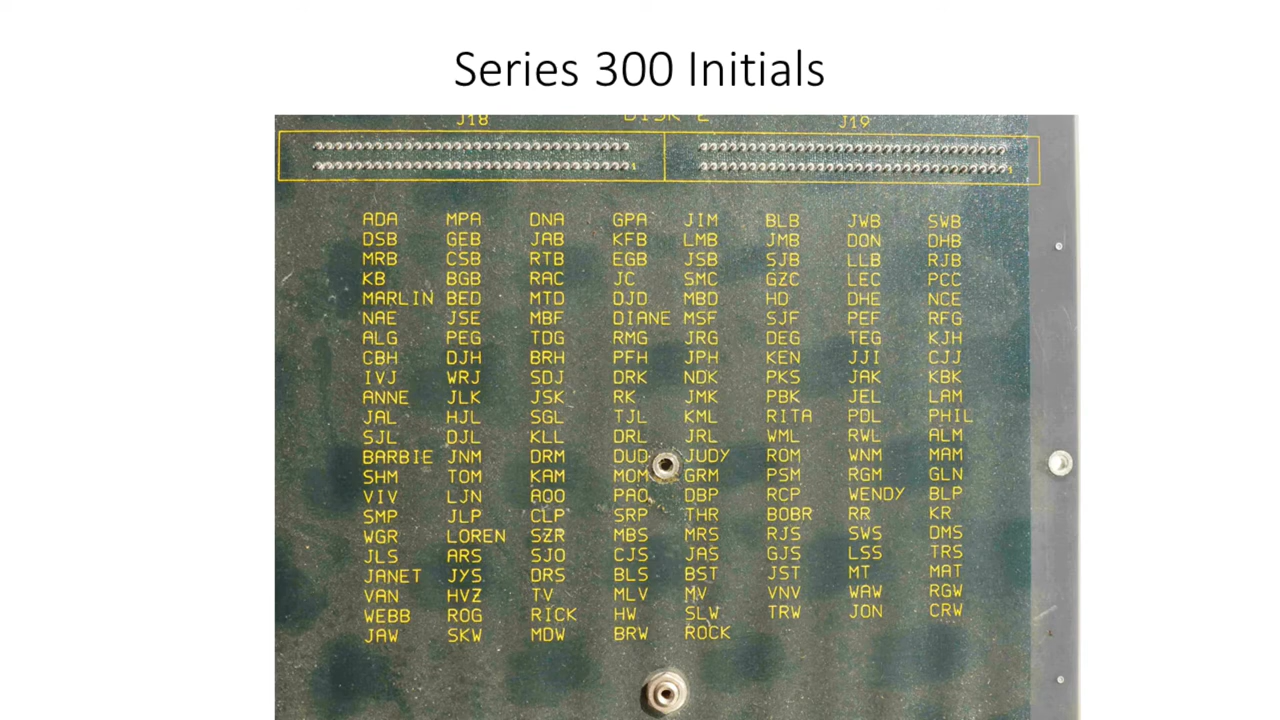 Series 300 Initials
J18 DISK 2 J19
1 1
ADA MPA DNA GPA JIM BLB JWB SWB
DSB GEB JAB KFB LMB JMB DON DHB
MRB CSB RTB EGB JSB SJB LLB RJB
KB BGB RAC JC SMC GZC LEC PCC
MARLIN BED MTD DJD MBD HD DHE NCE
NAE JSE MBF DIANE MSF SJF PEF RFG
ALG PEG TDG RMG JRG DEG TEG KJH
CBH DJH BRH PFH JPH KEN JJI CJJ
IVJ WRJ SDJ DRK NDK PKS JAK KBK
ANNE JLK JSK RK JMK PBK JEL LAM
JAL HJL SGL TJL KML RITA PDL PHIL
SJL DJL KLL DRL JRL WML RWL ALM
BARBIE JNM DRM DUD JUDY ROM WNM MAM
SHM TOM KAM MOM GRM PSM RGM GLN
VIV LJN AOO PAO DBP RCP WENDY BLP
SMP JLP CLP SRP THR BOBR RR KR
WGR LOREN SZR MBS MRS RJS SWS DMS
JLS ARS SJO CJS JAS GJS LSS TRS
JANET JYS DRS BLS BST JST MT MAT
VAN HVZ TV MLV MV VNV WAW RGW
WEBB ROG RICK HW SLW TRW JON CRW
JAW SKW MDW BRW ROCK